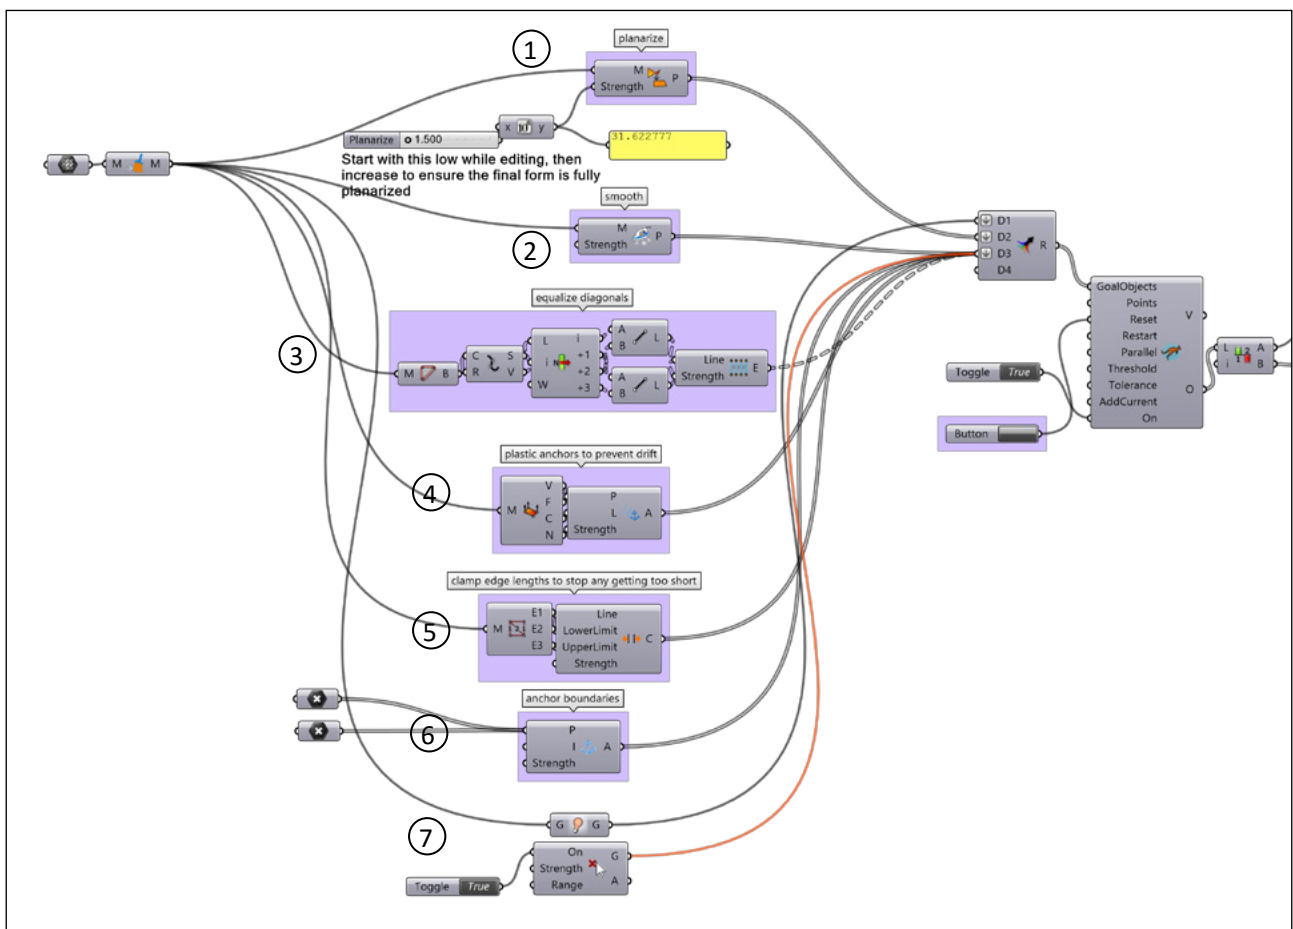 1
planarize
M
Strength
P
x
10
y
Planarize
1.500
31.622777
M
M
Start with this low while editing, then
increase to ensure the final form is fully
planarized
smooth
2
M
Strength
P
D1
D2
D3
D4
R
equalize diagonals
3
M
B
C
R
S
V
L
i
W
N
i
+1
+2
+3
A
B
L
A
B
L
Line
Strength
E
GoalObjects
Points
Reset
Restart
Parallel
Threshold
Tolerance
AddCurrent
On
V
O
L
i
A
B
Toggle True
Button
plastic anchors to prevent drift
4
M
V
F
C
N
P
L
Strength
A
clamp edge lengths to stop any getting too short
5
M
E1
E2
E3
Line
LowerLimit
UpperLimit
Strength
C
anchor boundaries
6
P
I
Strength
A
7
G
G
On
Strength
Range
G
A
Toggle True